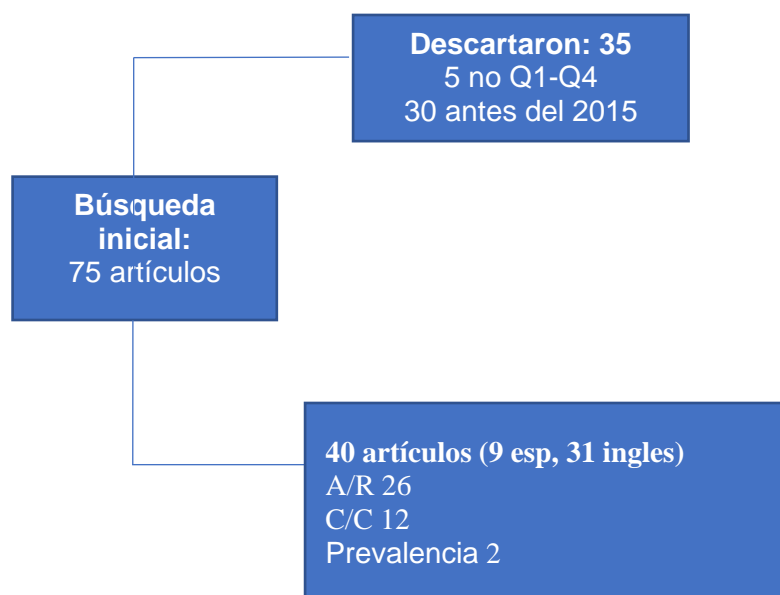 Descartaron: 35
5 no Q1-Q4
30 antes del 2015
Búsqueda
inicial:
75 artículos
40 artículos (9 esp, 31 ingles)
A/R 26
C/C 12
Prevalencia 2